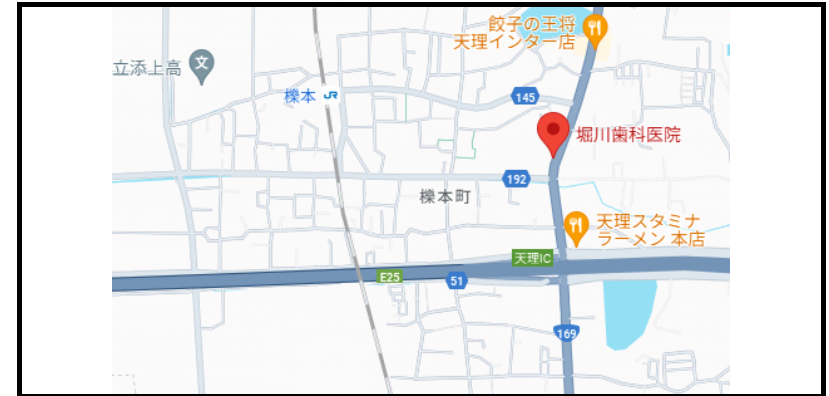 餃子の王将
天理インター店
立添上高
文
櫟本
JR
145
堀川歯科医院
192
櫟本町
天理スタミナ
ラーメン 本店
天理IC
E25
51
169